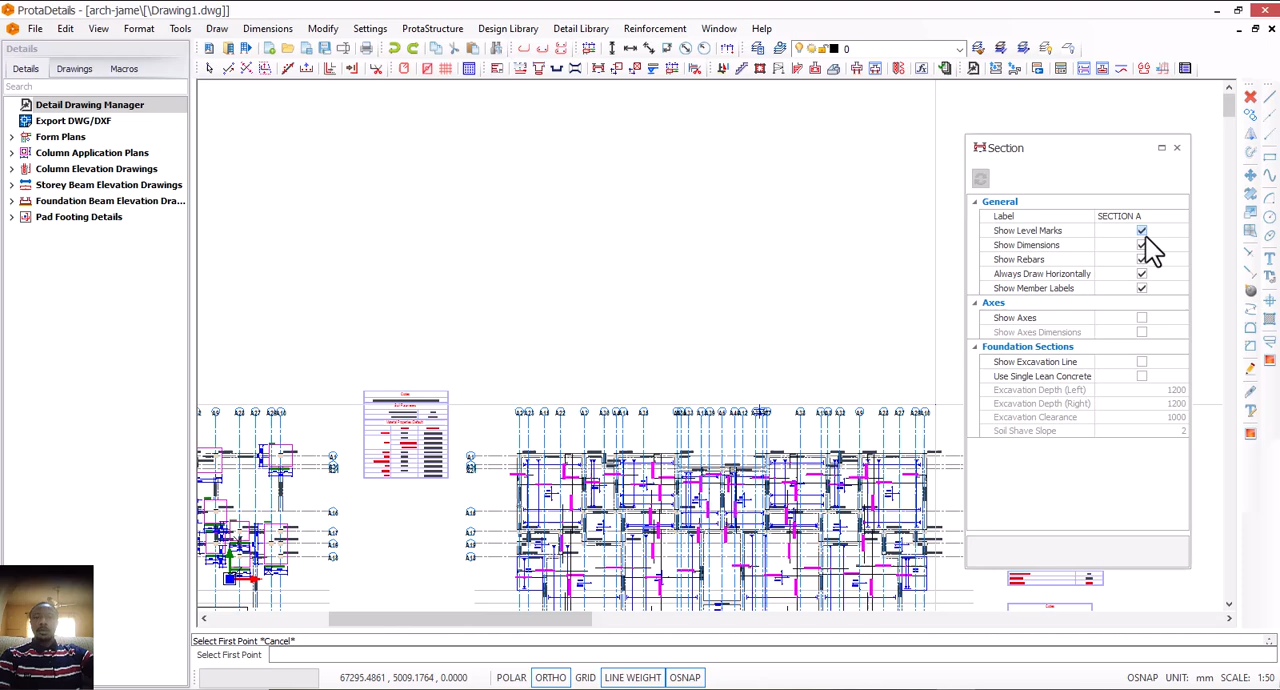 ProtaDetails - [arch-jame\[\Drawing1.dwg]]
File Edit View Format Tools Draw Dimensions Modify Settings ProtaStructure Design Library Detail Library Reinforcement Window Help
Details
0
Details Drawings Macros
Search
Detail Drawing Manager
Export DWG/DXF
Form Plans
Column Application Plans
Column Elevation Drawings
Storey Beam Elevation Drawings
Foundation Beam Elevation Dra...
Pad Footing Details
Section
General
Label SECTION A
Show Level Marks
Show Dimensions
Show Rebars
Always Draw Horizontally
Show Member Labels
Axes
Show Axes
Show Axes Dimensions
Foundation Sections
Show Excavation Line
Use Single Lean Concrete
Excavation Depth (Left) 1200
Excavation Depth (Right) 1200
Excavation Clearance 1000
Soil Shave Slope 2
Select First Point *Cancel*
Select First Point
67295.4861, 5009.1764, 0.0000 POLAR ORTHO GRID LINE WEIGHT OSNAP OSNAP UNIT: mm SCALE: 1:50